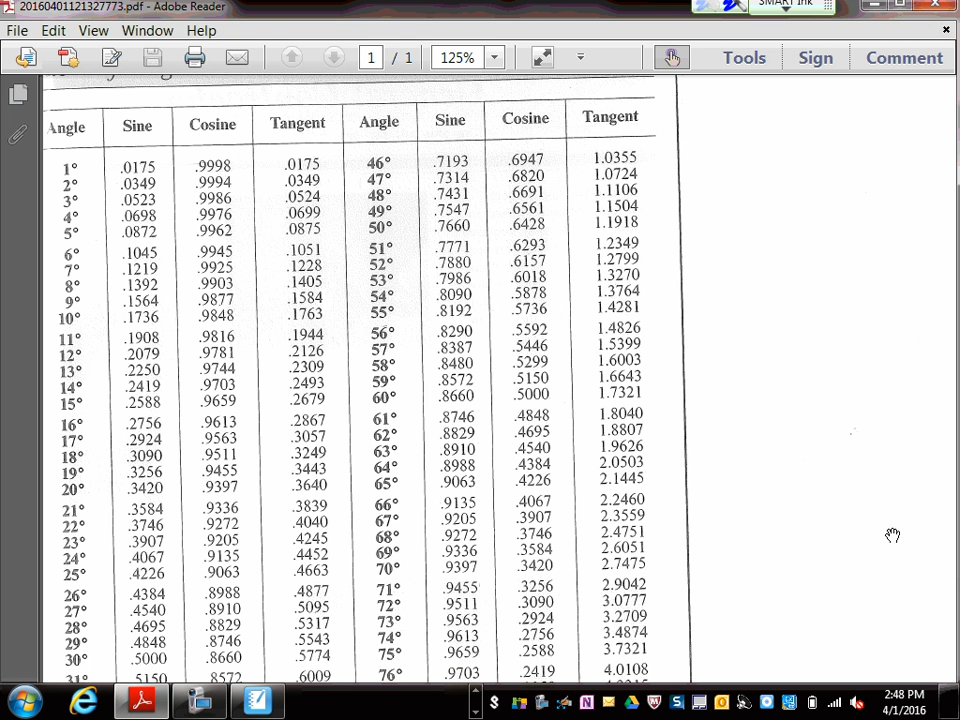 20160401121327773.pdf - Adobe Reader
SMART Ink
File Edit View Window Help
1 / 1 125% Tools Sign Comment
Angle Sine Cosine Tangent Angle Sine Cosine Tangent
1° .0175 .9998 .0175 46° .7193 .6947 1.0355
2° .0349 .9994 .0349 47° .7314 .6820 1.0724
3° .0523 .9986 .0524 48° .7431 .6691 1.1106
4° .0698 .9976 .0699 49° .7547 .6561 1.1504
5° .0872 .9962 .0875 50° .7660 .6428 1.1918
6° .1045 .9945 .1051 51° .7771 .6293 1.2349
7° .1219 .9925 .1228 52° .7880 .6157 1.2799
8° .1392 .9903 .1405 53° .7986 .6018 1.3270
9° .1564 .9877 .1584 54° .8090 .5878 1.3764
10° .1736 .9848 .1763 55° .8192 .5736 1.4281
11° .1908 .9816 .1944 56° .8290 .5592 1.4826
12° .2079 .9781 .2126 57° .8387 .5446 1.5399
13° .2250 .9744 .2309 58° .8480 .5299 1.6003
14° .2419 .9703 .2493 59° .8572 .5150 1.6643
15° .2588 .9659 .2679 60° .8660 .5000 1.7321
16° .2756 .9613 .2867 61° .8746 .4848 1.8040
17° .2924 .9563 .3057 62° .8829 .4695 1.8807
18° .3090 .9511 .3249 63° .8910 .4540 1.9626
19° .3256 .9455 .3443 64° .8988 .4384 2.0503
20° .3420 .9397 .3640 65° .9063 .4226 2.1445
21° .3584 .9336 .3839 66° .9135 .4067 2.2460
22° .3746 .9272 .4040 67° .9205 .3907 2.3559
23° .3907 .9205 .4245 68° .9272 .3746 2.4751
24° .4067 .9135 .4452 69° .9336 .3584 2.6051
25° .4226 .9063 .4663 70° .9397 .3420 2.7475
26° .4384 .8988 .4877 71° .9455 .3256 2.9042
27° .4540 .8910 .5095 72° .9511 .3090 3.0777
28° .4695 .8829 .5317 73° .9563 .2924 3.2709
29° .4848 .8746 .5543 74° .9613 .2756 3.4874
30° .5000 .8660 .5774 75° .9659 .2588 3.7321
31° .5150 .8572 .6009 76° .9703 .2419 4.0108
2:48 PM
4/1/2016